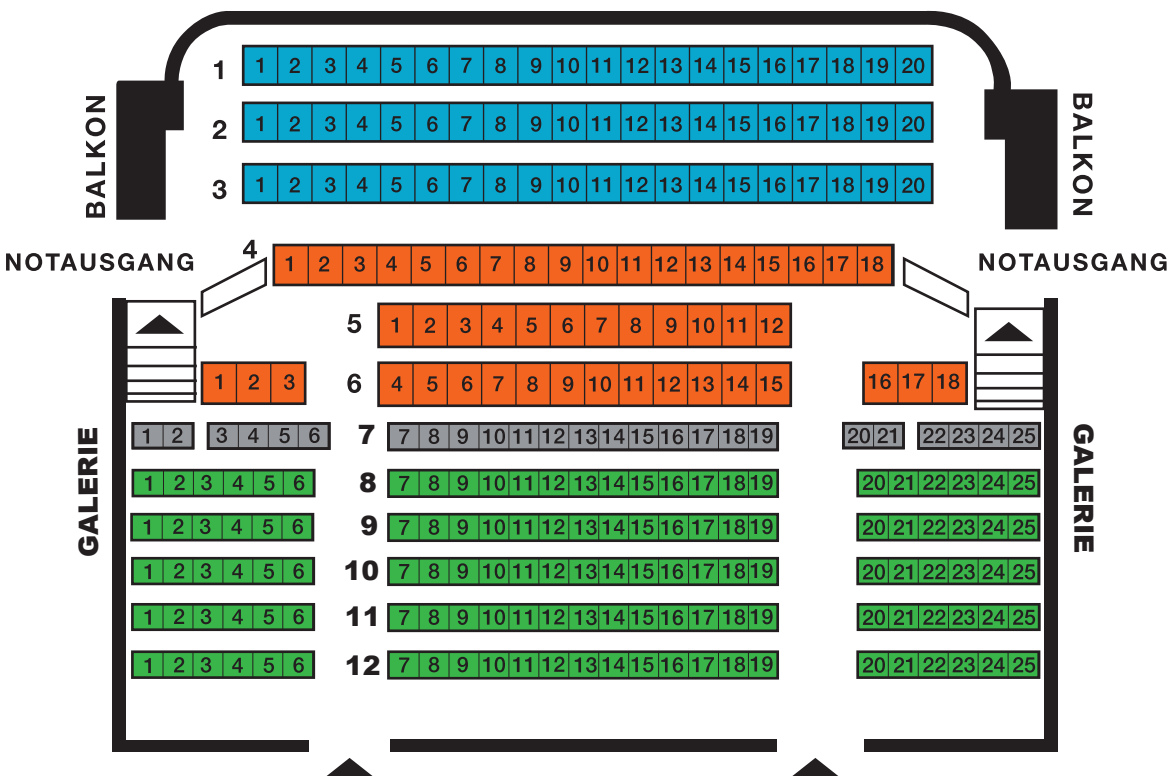 1 1 2 3 4 5 6 7 8 9 10 11 12 13 14 15 16 17 18 19 20
BALKON
BALKON
2 1 2 3 4 5 6 7 8 9 10 11 12 13 14 15 16 17 18 19 20
3 1 2 3 4 5 6 7 8 9 10 11 12 13 14 15 16 17 18 19 20
NOTAUSGANG
4 1 2 3 4 5 6 7 8 9 10 11 12 13 14 15 16 17 18
NOTAUSGANG
5 1 2 3 4 5 6 7 8 9 10 11 12
1 2 3 6 4 5 6 7 8 9 10 11 12 13 14 15 16 17 18
1 2 3 4 5 6 7 7 8 9 10 11 12 13 14 15 16 17 18 19 20 21 22 23 24 25
GALERIE
GALERIE
1 2 3 4 5 6 8 7 8 9 10 11 12 13 14 15 16 17 18 19 20 21 22 23 24 25
1 2 3 4 5 6 9 7 8 9 10 11 12 13 14 15 16 17 18 19 20 21 22 23 24 25
1 2 3 4 5 6 10 7 8 9 10 11 12 13 14 15 16 17 18 19 20 21 22 23 24 25
1 2 3 4 5 6 11 7 8 9 10 11 12 13 14 15 16 17 18 19 20 21 22 23 24 25
1 2 3 4 5 6 12 7 8 9 10 11 12 13 14 15 16 17 18 19 20 21 22 23 24 25